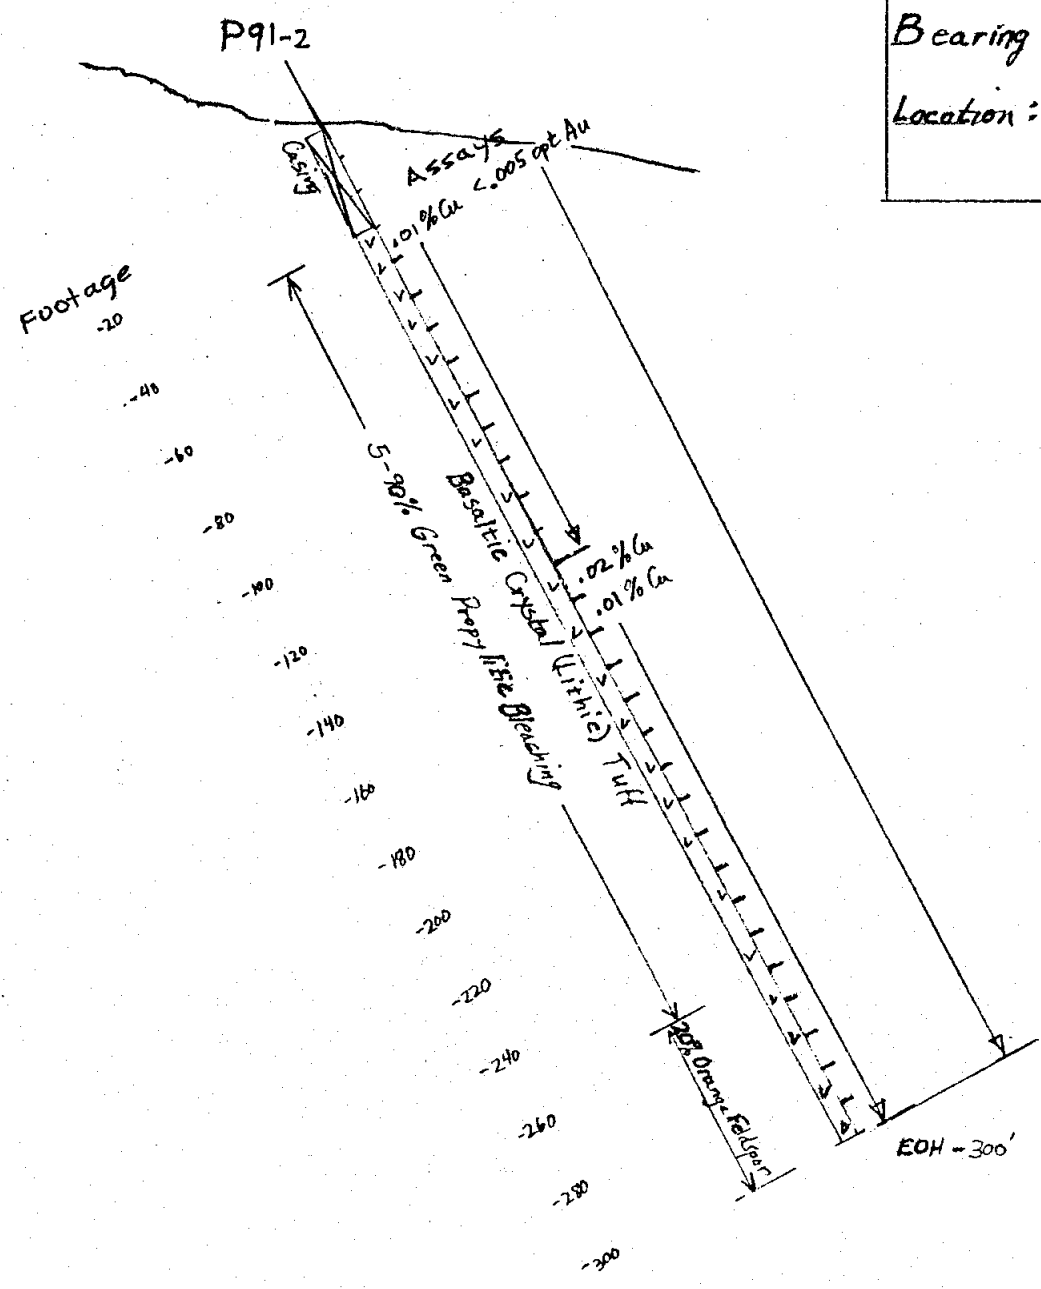 P91-2
Bearing
Location:
Casing
Assays
<.005 opt Au
.01 % Cu
Footage
-20
-40
-60
-80
-100
-120
-140
-160
-180
-200
-220
-240
-260
-280
-300
5-90% Green Propylitic Bleaching
Basaltic Crystal (Lithic) Tuff
.02 % Cu
.01 % Cu
20% Orange Feldspar
EOH - 300'